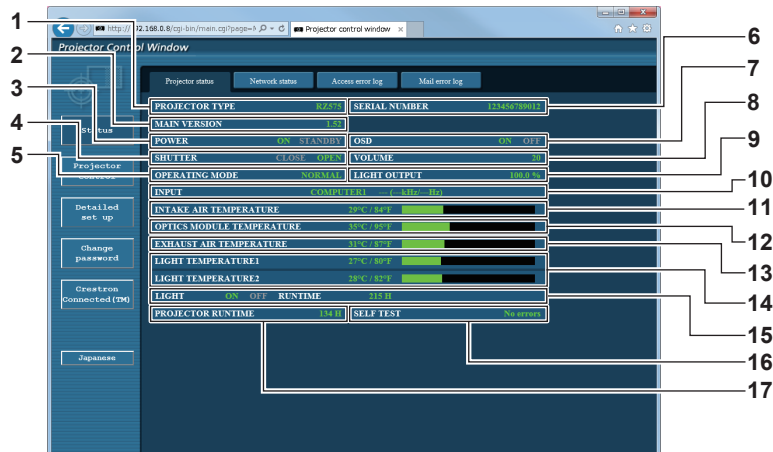 http://
2.168.0.8/cgi-bin/main.cgi?page=
Projector control window
Projector Control Window
Projector status
Network status
Access error log
Mail error log
PROJECTOR TYPE RZ575
SERIAL NUMBER 123456789012
MAIN VERSION 1.52
POWER ON STANDBY
OSD ON OFF
SHUTTER CLOSE OPEN
VOLUME 20
OPERATING MODE NORMAL
LIGHT OUTPUT 100.0 %
INPUT COMPUTER1 --- (---kHz/---Hz)
INTAKE AIR TEMPERATURE 29°C / 84°F
OPTICS MODULE TEMPERATURE 35°C / 95°F
EXHAUST AIR TEMPERATURE 31°C / 87°F
LIGHT TEMPERATURE1 27°C / 80°F
LIGHT TEMPERATURE2 28°C / 82°F
LIGHT ON OFF RUNTIME 215 H
PROJECTOR RUNTIME 134 H
SELF TEST No errors
Projector
Detailed
set up
Change
password
Crestron
Connected(TM)
Japanese
1
2
3
4
5
6
7
8
9
10
11
12
13
14
15
16
17